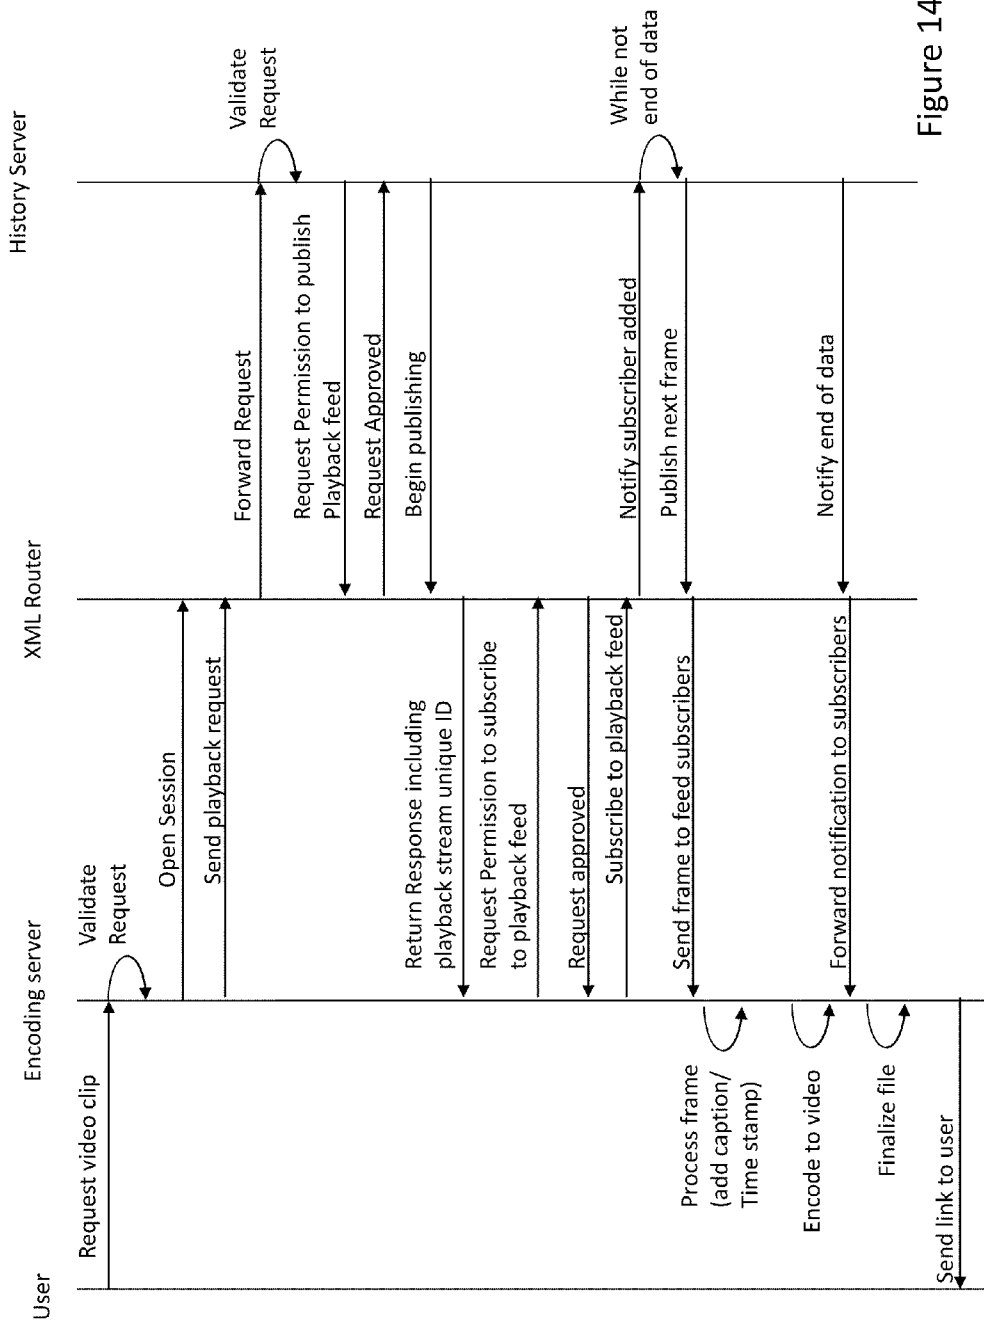 User
Encoding server
XML Router
History Server
Request video clip
Validate
Request
Open Session
Send playback request
Forward Request
Validate
Request
Request Permission to publish
Playback feed
Request Approved
Begin publishing
Return Response including
playback stream unique ID
Request Permission to subscribe
to playback feed
Request approved
Subscribe to playback feed
Notify subscriber added
While not
end of data
Publish next frame
Send frame to feed subscribers
Process frame
(add caption/
Time stamp)
Encode to video
Notify end of data
Forward notification to subscribers
Finalize file
Send link to user
Figure 14